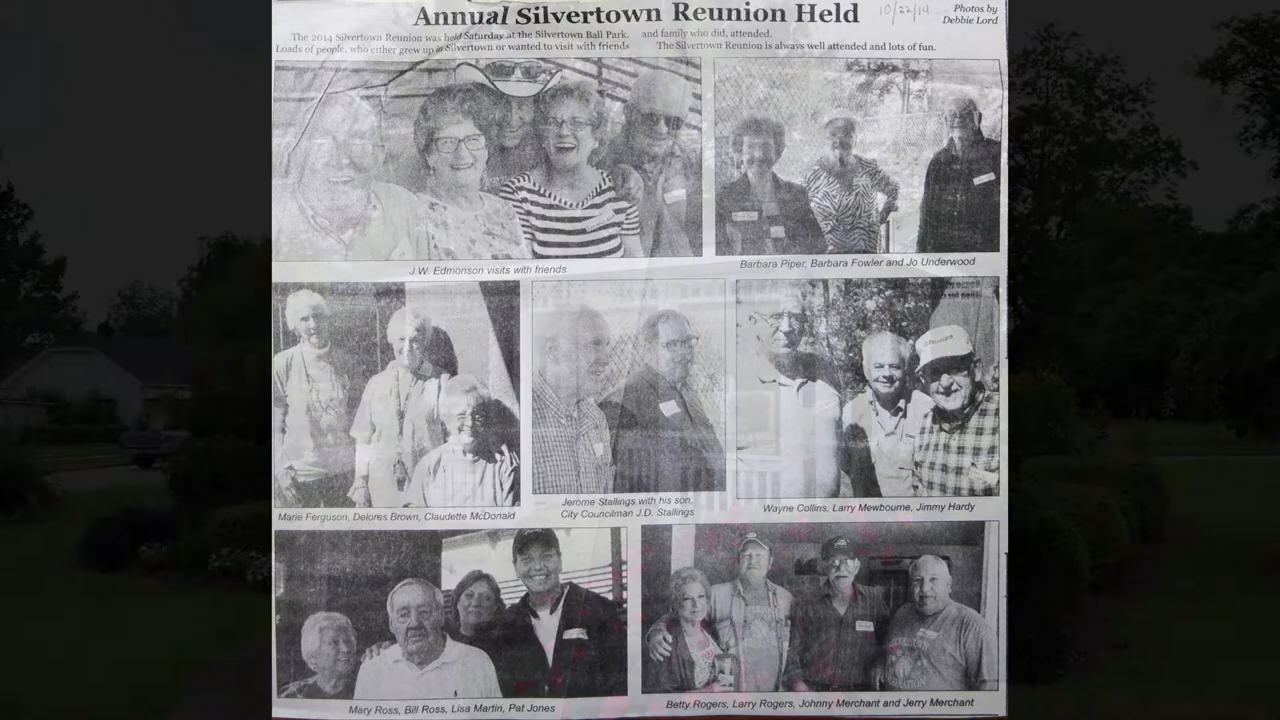 Annual Silvertown Reunion Held
10/22/14
Photos by
Debbie Lord
The 2014 Silvertown Reunion was held Saturday at the Silvertown Ball Park.
Loads of people, who either grew up in Silvertown or wanted to visit with friends
and family who did, attended.
The Silvertown Reunion is always well attended and lots of fun.
J.W. Edmonson visits with friends
Barbara Piper, Barbara Fowler and Jo Underwood
Marie Ferguson, Delores Brown, Claudette McDonald
Jerome Stallings with his son,
City Councilman J.D. Stallings
Wayne Collins, Larry Mewbourne, Jimmy Hardy
Mary Ross, Bill Ross, Lisa Martin, Pat Jones
Betty Rogers, Larry Rogers, Johnny Merchant and Jerry Merchant